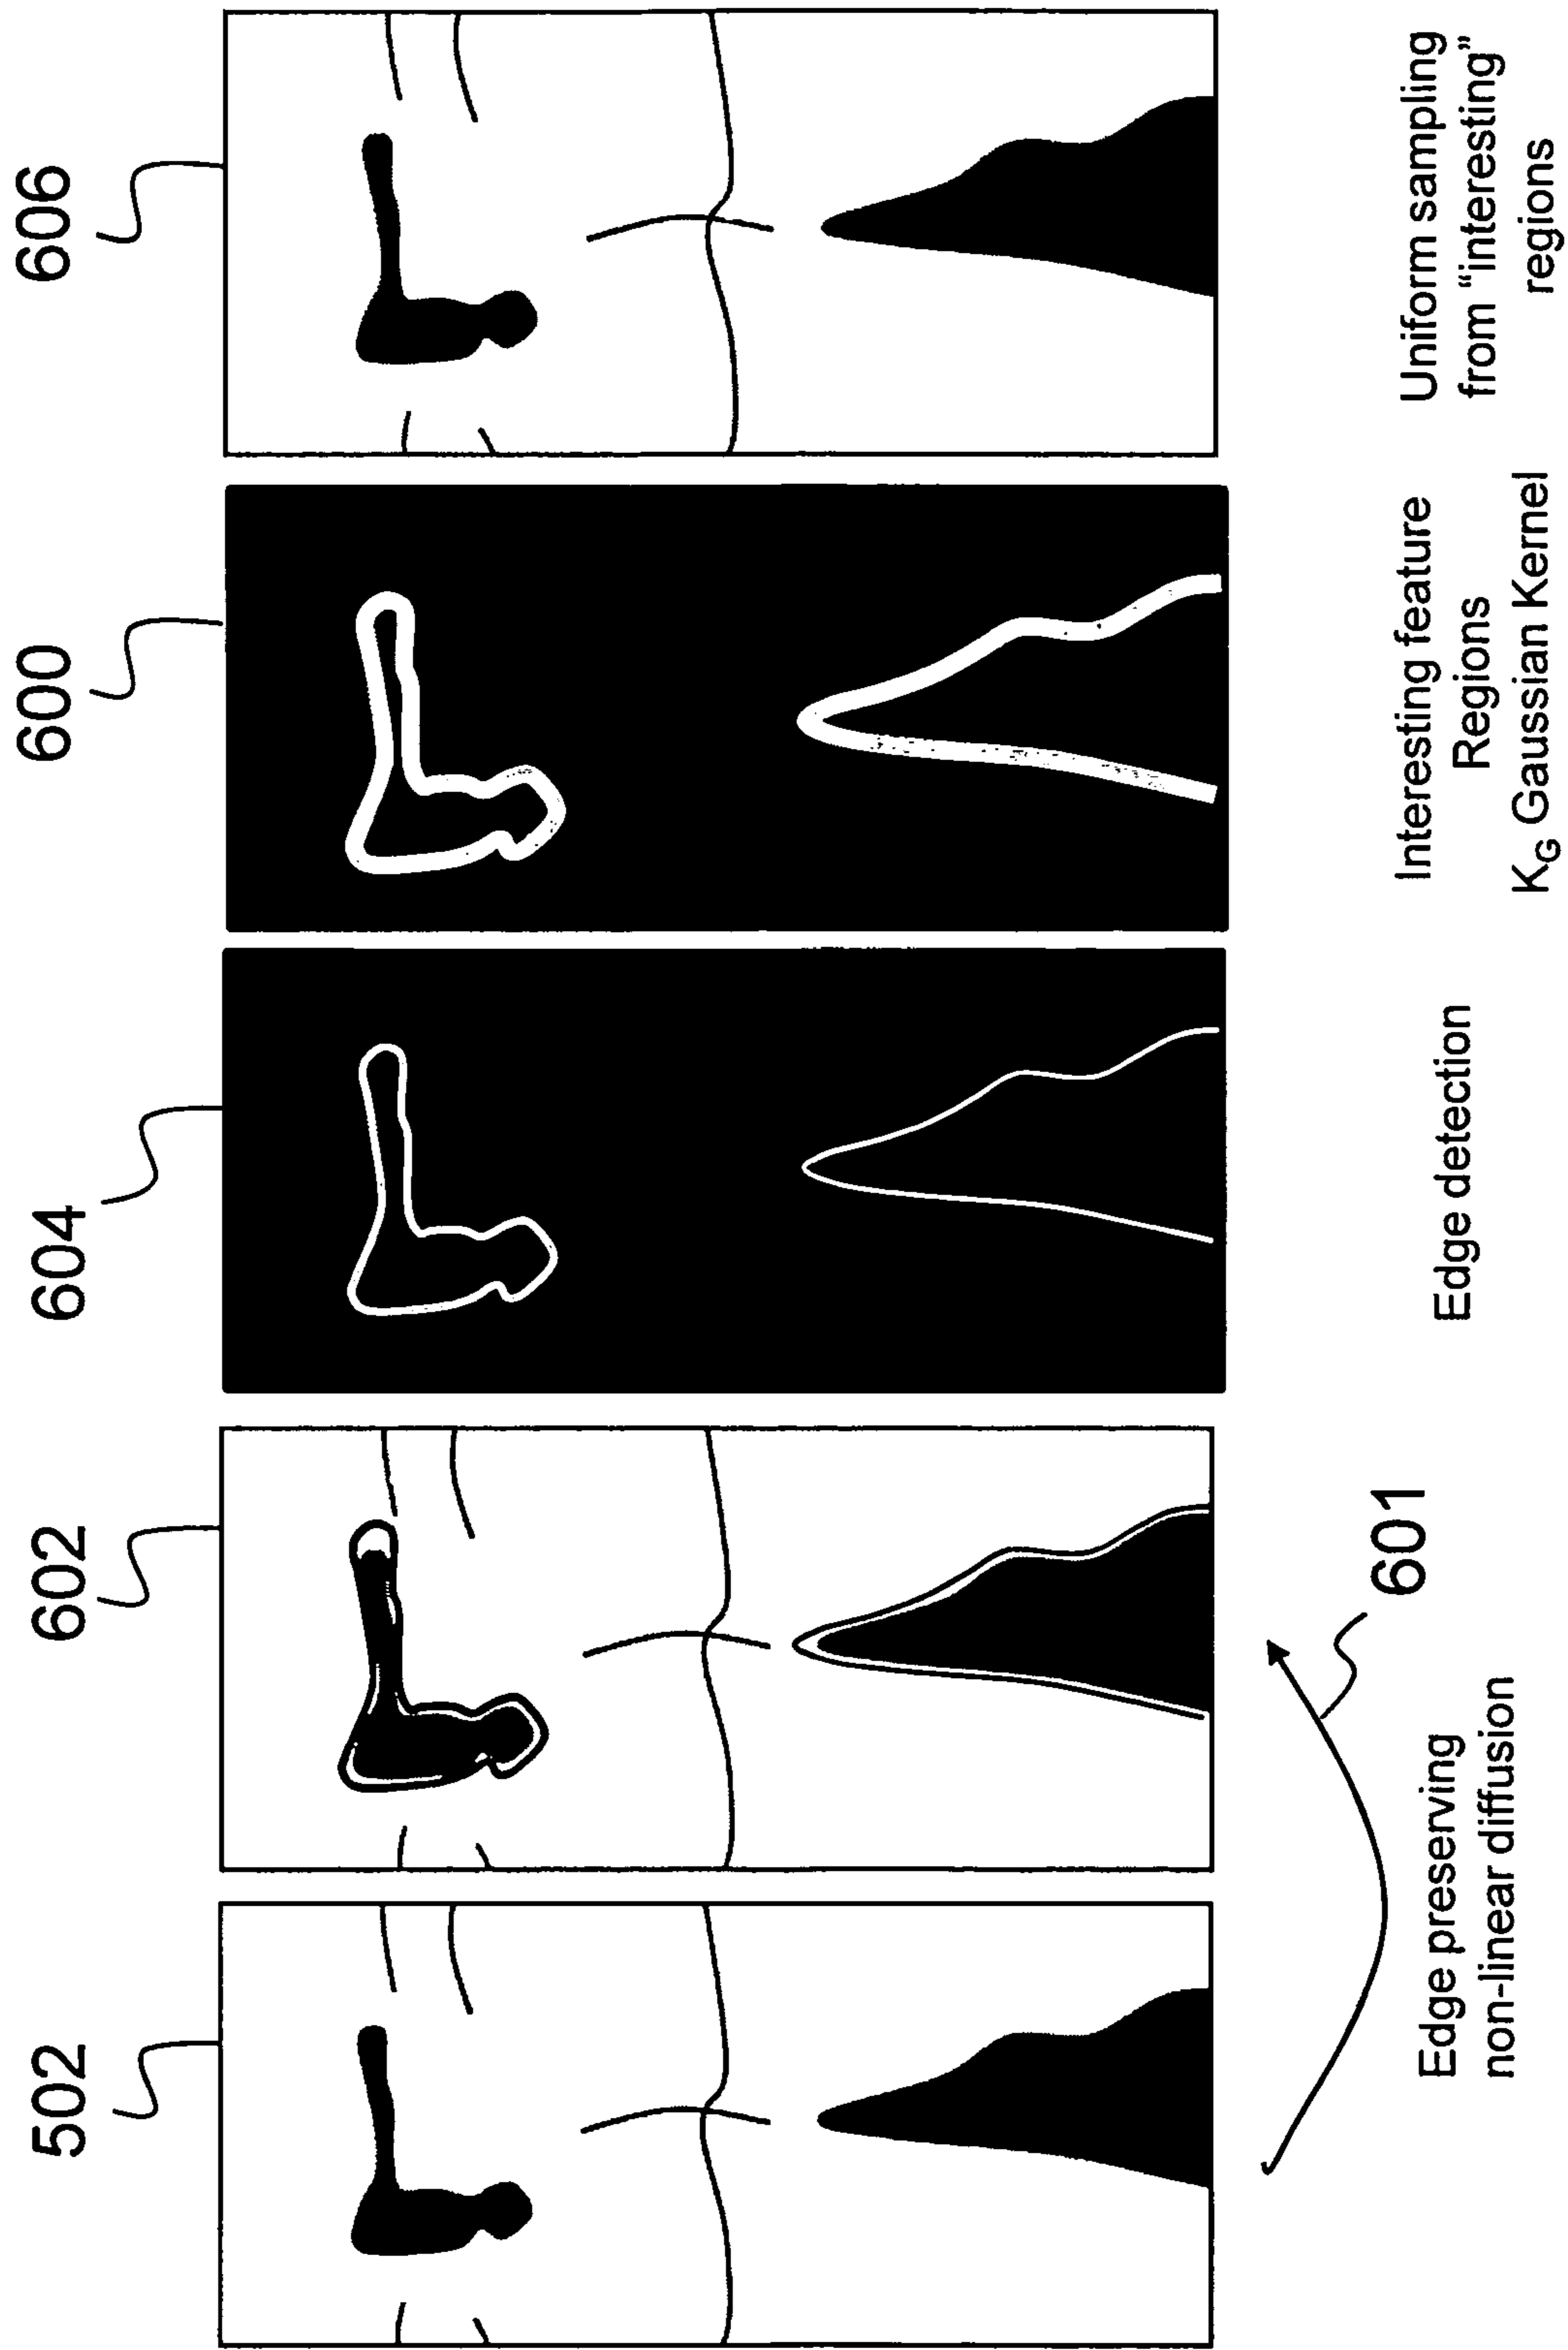 502
602
604
600
606
Edge preserving
non-linear diffusion
601
Edge detection
Interesting feature
Regions
K_G Gaussian Kernel
Uniform sampling
from “interesting”
regions